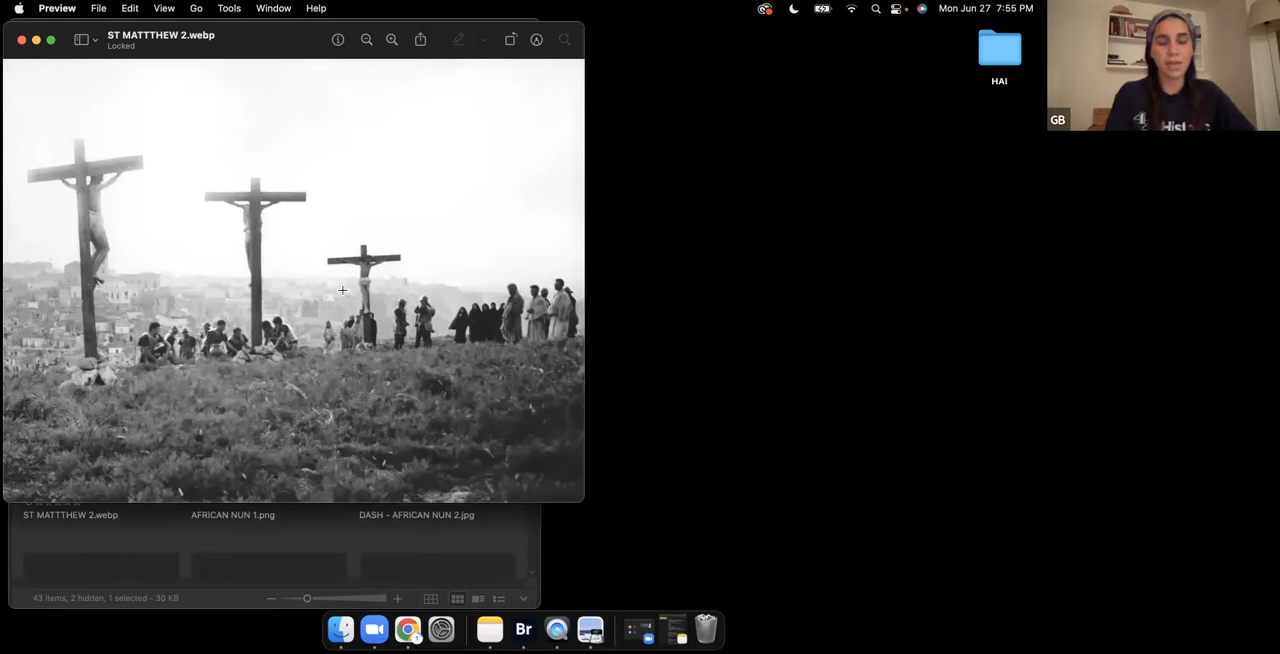 Preview File Edit View Go Tools Window Help
Mon Jun 27 7:55 PM
ST MATTTHEW 2.webp
Locked
HAI
GB
ST MATTTHEW 2.webp AFRICAN NUN 1.png DASH - AFRICAN NUN 2.jpg
43 items, 2 hidden, 1 selected - 30 KB
Br